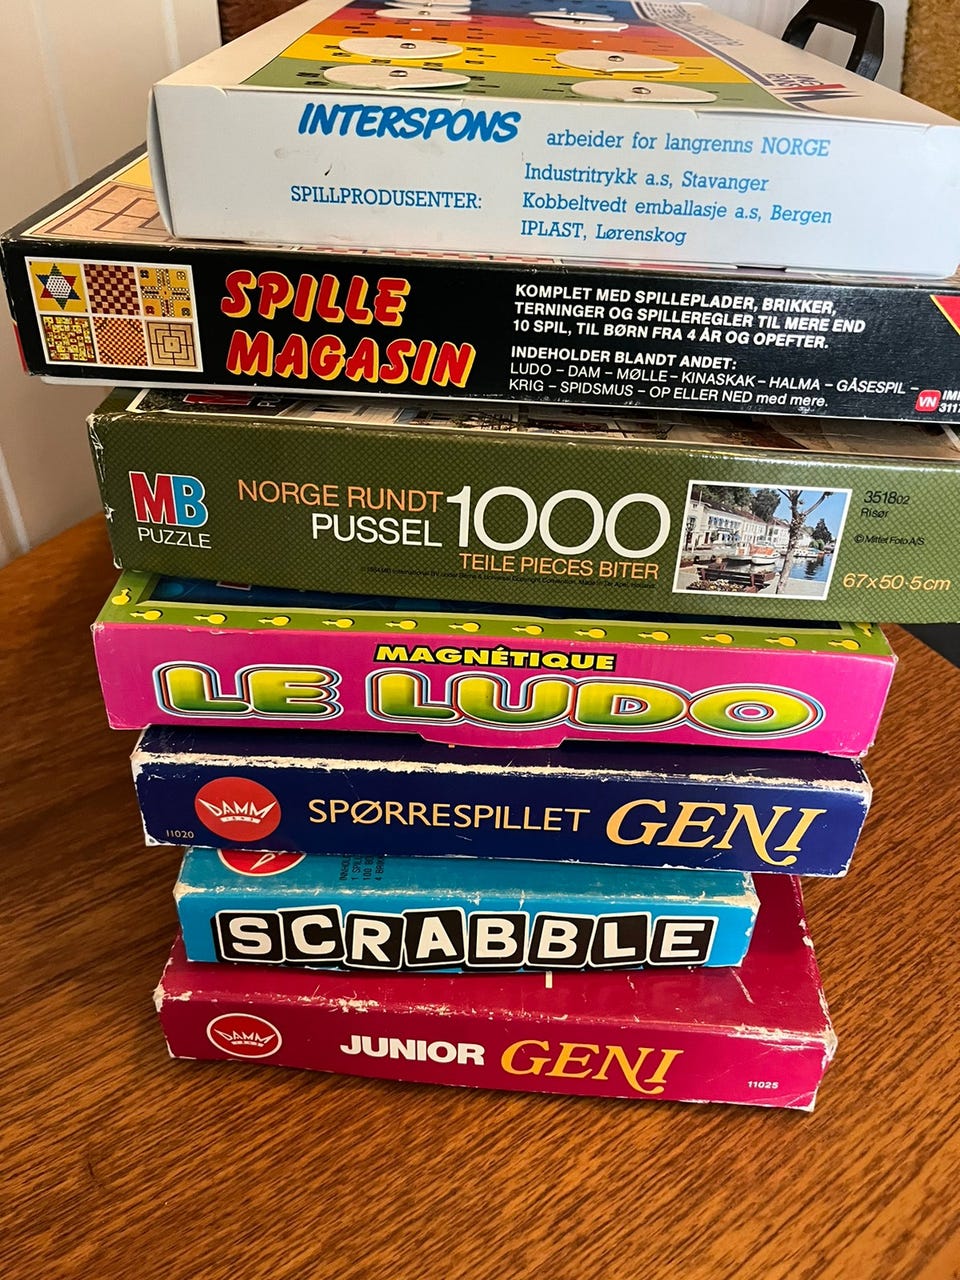 INTERSPONS
arbeider for langrenns NORGE
SPILLPRODUSENTER:
Industritrykk a.s, Stavanger
Kobbeltvedt emballasje a.s, Bergen
IPLAST, Lørenskog
SPILLE
MAGASIN
KOMPLET MED SPILLEPLADER, BRIKKER,
TERNINGER OG SPILLEREGLER TIL MERE END
10 SPIL, TIL BØRN FRA 4 ÅR OG OPEFTER.
INDEHOLDER BLANDT ANDET:
LUDO – DAM – MØLLE – KINASKAK – HALMA – GÅSESPIL –
KRIG – SPIDSMUS – OP ELLER NED med mere.
VN
MB
PUZZLE
NORGE RUNDT
PUSSEL
1000
TEILE PIECES BITER
351802
Risør
© Mittet Foto A/S
67x50·5cm
MAGNÉTIQUE
LE LUDO
DAMM
11020
SPØRRESPILLET GENI
SCRABBLE
DAMM
JUNIOR GENI
11025